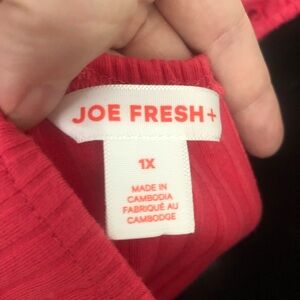 JOE FRESH+
1X
MADE IN
CAMBODIA
FABRIQUÉ AU
CAMBODGE